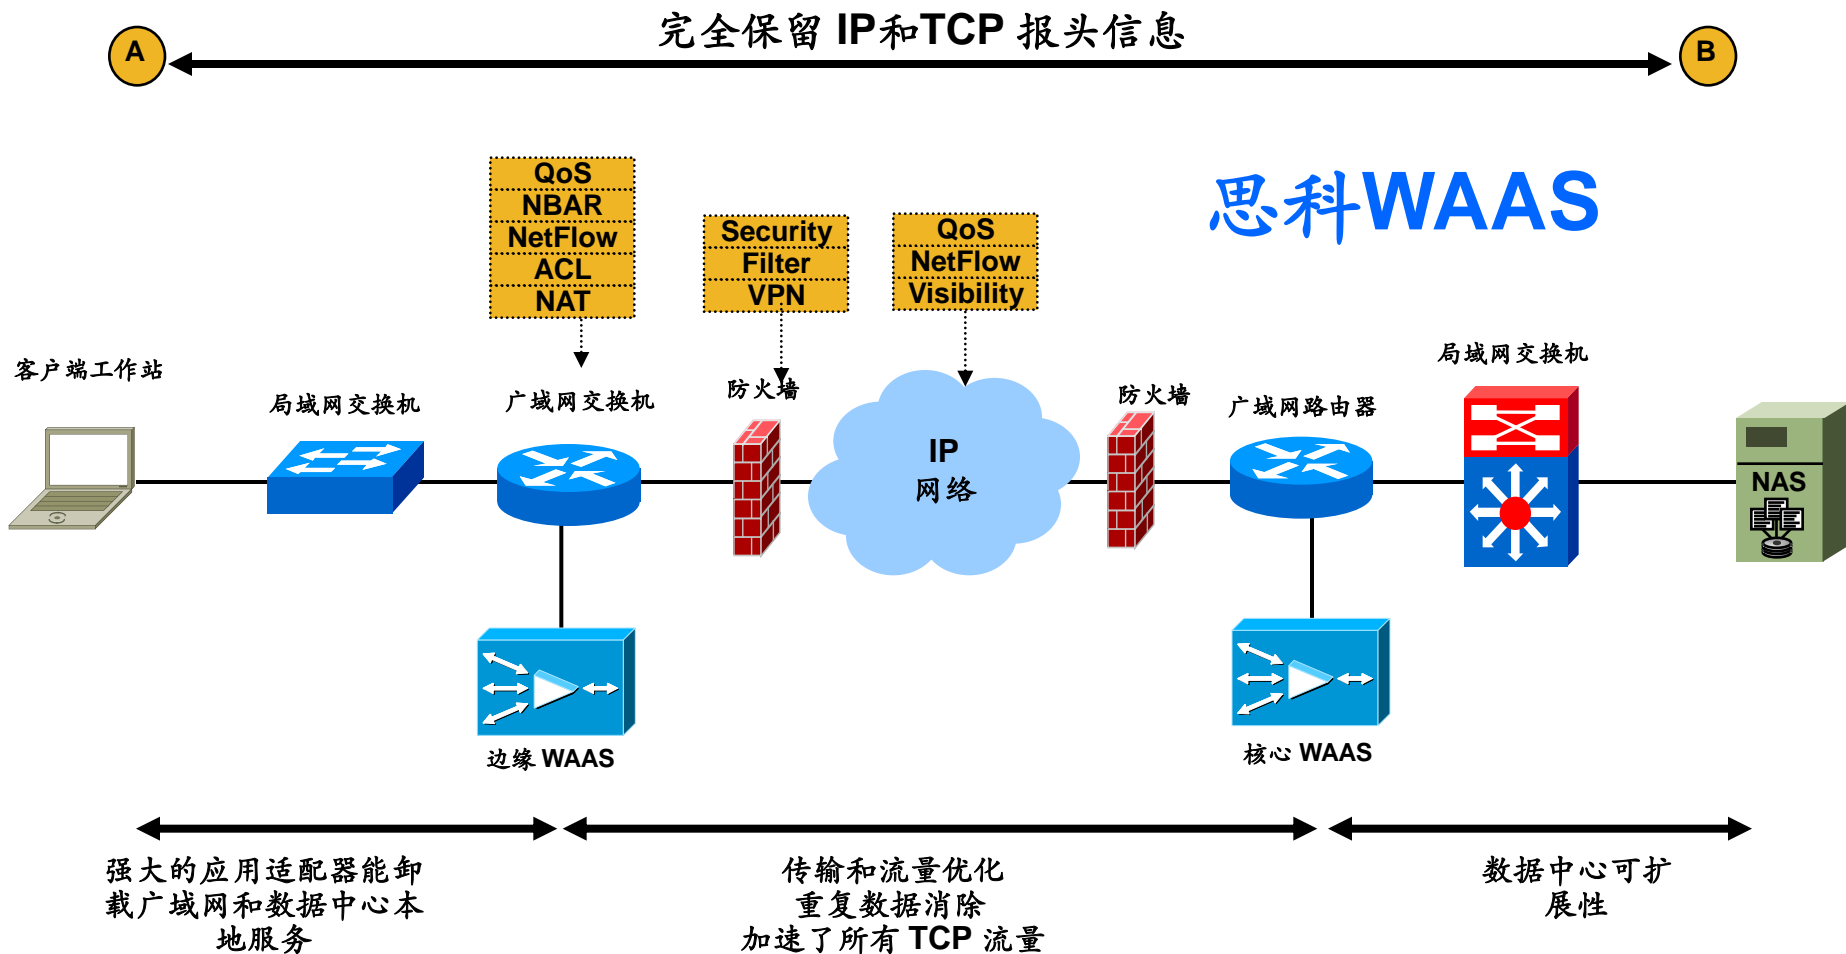 完全保留 IP和TCP 报头信息
A
B
思科WAAS
QoS
NBAR
NetFlow
ACL
NAT
Security
Filter
VPN
QoS
NetFlow
Visibility
客户端工作站
局域网交换机
广域网交换机
防火墙
IP
网络
防火墙
广域网路由器
局域网交换机
NAS
边缘 WAAS
核心 WAAS
强大的应用适配器能卸
载广域网和数据中心本
地服务
传输和流量优化
重复数据消除
加速了所有 TCP 流量
数据中心可扩
展性